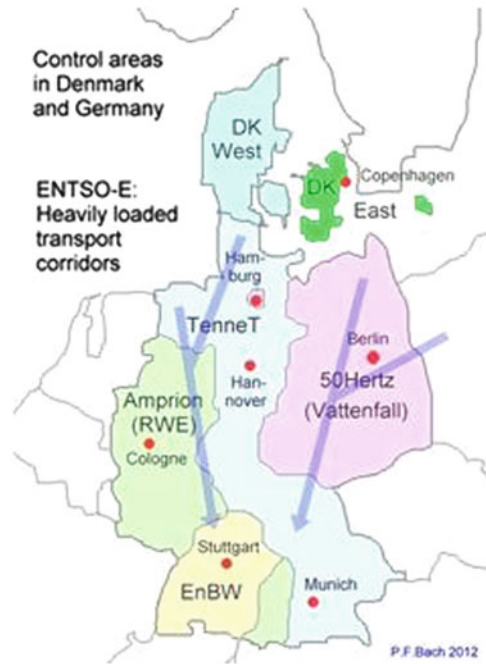 Control areas
in Denmark
and Germany
DK
West
DK
Copenhagen
East
ENTSO-E:
Heavily loaded
transport
corridors
Ham-
burg
TenneT
Berlin
Han-
nover
50Hertz
(Vattenfall)
Amprion
(RWE)
Cologne
Stuttgart
EnBW
Munich
P.F.Bach 2012